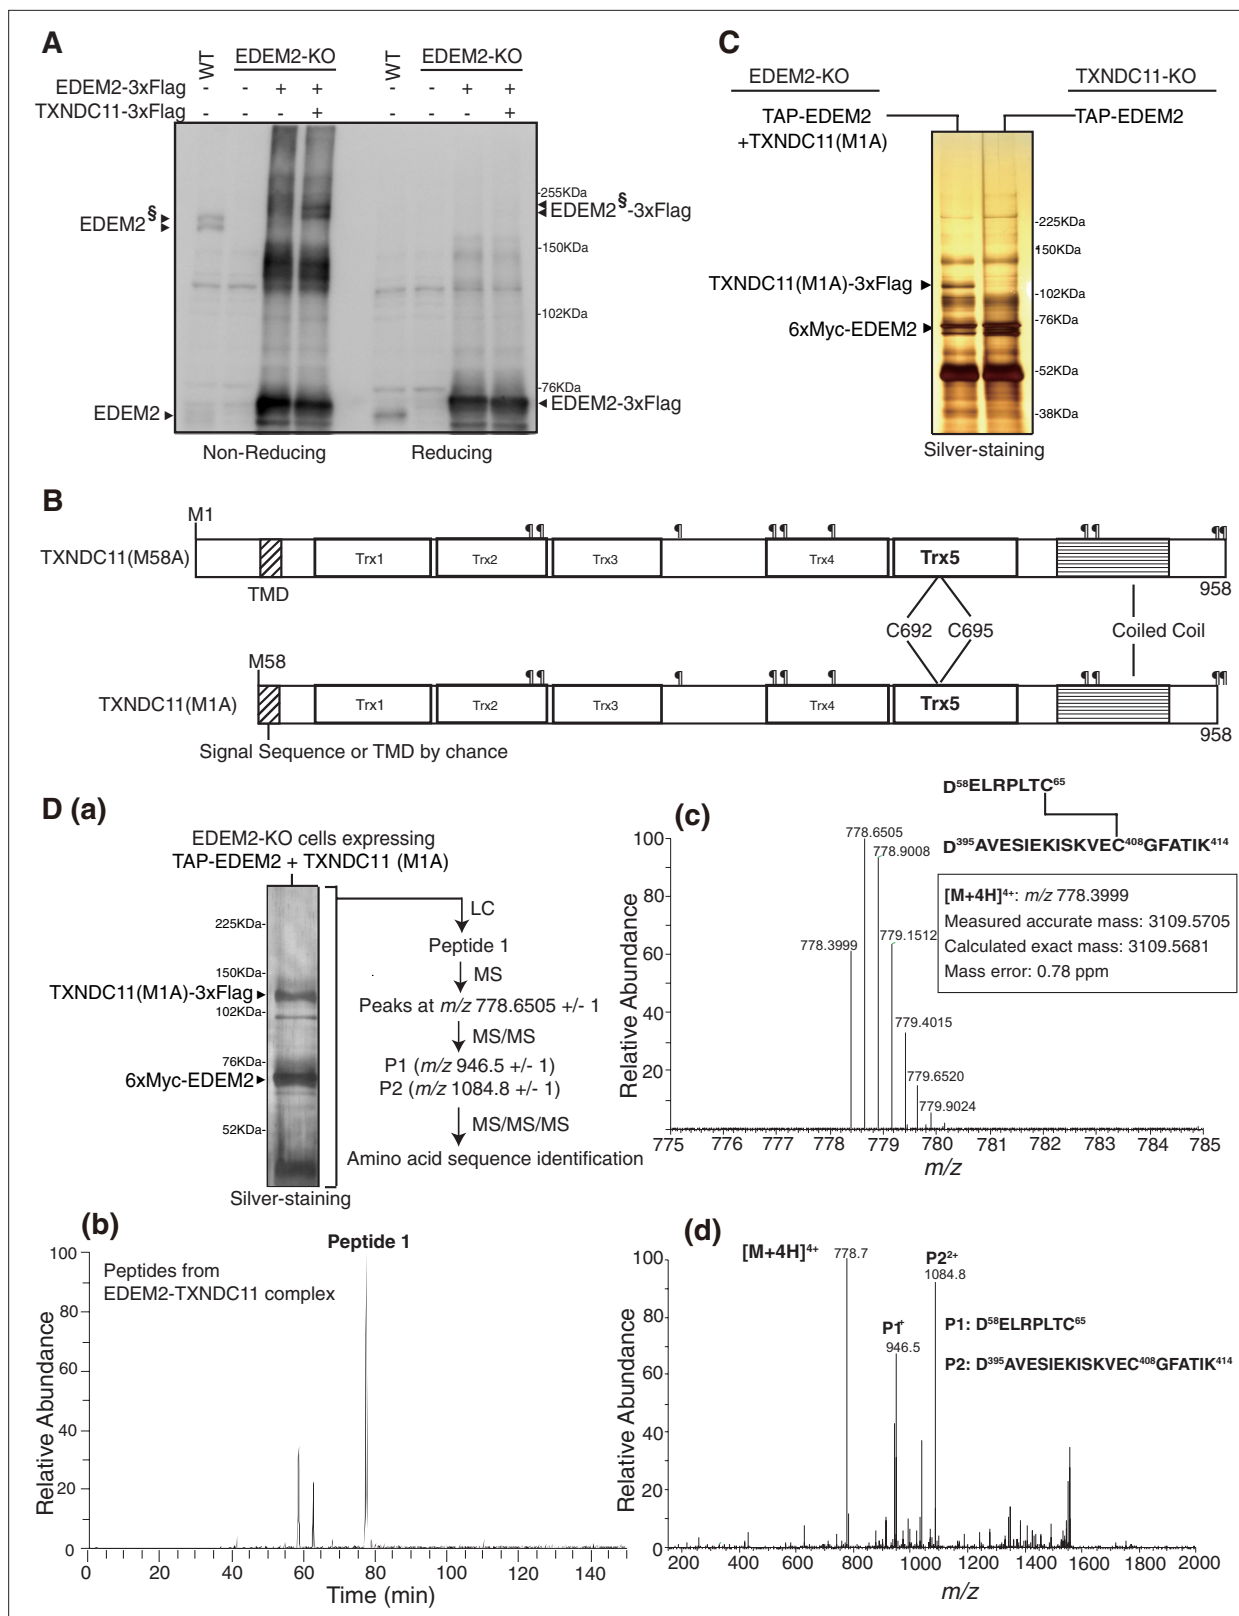 A
WT
EDEM2-KO
WT
EDEM2-KO
EDEM2-3xFlag - - + + - - + +
TXNDC11-3xFlag - - - + - - - +
EDEM2§
EDEM2
-255KDa
-150KDa
-102KDa
-76KDa
EDEM2§-3xFlag
EDEM2-3xFlag
Non-Reducing
Reducing
C
EDEM2-KO
TXNDC11-KO
TAP-EDEM2
+TXNDC11(M1A)
TAP-EDEM2
TXNDC11(M1A)-3xFlag
6xMyc-EDEM2
-225KDa
-150KDa
-102KDa
-76KDa
-52KDa
-38KDa
Silver-staining
B
M1
¶¶ ¶ ¶¶ ¶ ¶¶ ¶¶
TXNDC11(M58A)
Trx1 Trx2 Trx3 Trx4 Trx5
TMD
958
C692 C695
Coiled Coil
M58
¶¶ ¶ ¶¶ ¶ ¶¶ ¶¶
TXNDC11(M1A)
Trx1 Trx2 Trx3 Trx4 Trx5
958
Signal Sequence or TMD by chance
D (a)
EDEM2-KO cells expressing
TAP-EDEM2 + TXNDC11 (M1A)
225KDa-
150KDa-
TXNDC11(M1A)-3xFlag
102KDa-
76KDa-
6xMyc-EDEM2
52KDa-
Silver-staining
LC
Peptide 1
MS
Peaks at m/z 778.6505 +/- 1
MS/MS
P1 (m/z 946.5 +/- 1)
P2 (m/z 1084.8 +/- 1)
MS/MS/MS
Amino acid sequence identification
(c)
D⁵⁸ELRPLTC⁶⁵
D³⁹⁵AVESIEKISKVEC⁴⁰⁸GFATIK⁴¹⁴
[M+4H]⁴⁺: m/z 778.3999
Measured accurate mass: 3109.5705
Calculated exact mass: 3109.5681
Mass error: 0.78 ppm
778.6505
778.9008
779.1512
778.3999
779.4015
779.6520
779.9024
Relative Abundance
100
80
60
40
20
0
775 776 777 778 779 780 781 782 783 784 785
m/z
(b)
Peptide 1
Peptides from
EDEM2-TXNDC11 complex
Relative Abundance
100
80
60
40
20
0
0 20 40 60 80 100 120 140
Time (min)
(d)
[M+4H]⁴⁺
778.7
P2²⁺
1084.8
P1⁺
946.5
P1: D⁵⁸ELRPLTC⁶⁵
P2: D³⁹⁵AVESIEKISKVEC⁴⁰⁸GFATIK⁴¹⁴
Relative Abundance
100
80
60
40
20
0
200 400 600 800 1000 1200 1400 1600 1800 2000
m/z